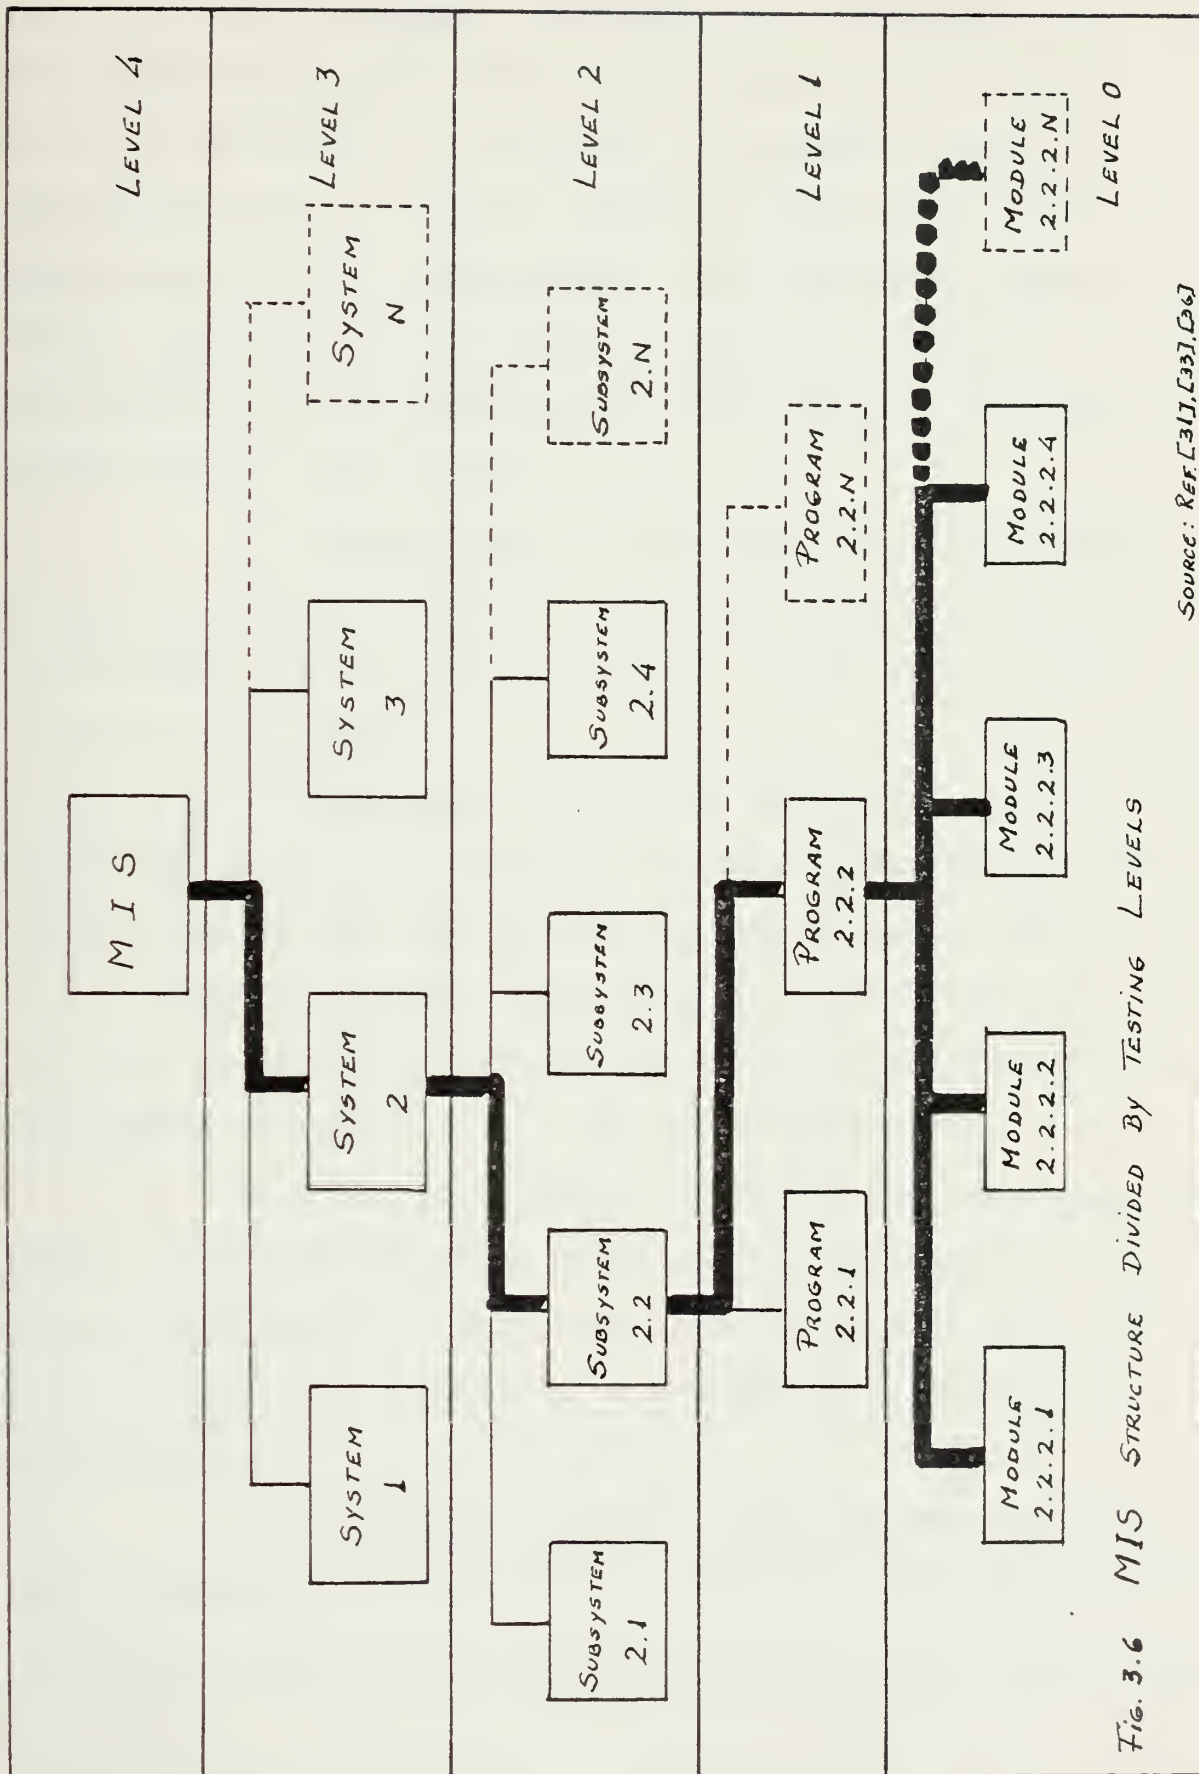 LEVEL 4
MIS
LEVEL 3
SYSTEM
1
SYSTEM
2
SYSTEM
3
SYSTEM
N
LEVEL 2
SUBSYSTEM
2.1
SUBSYSTEM
2.2
SUBSYSTEM
2.3
SUBSYSTEM
2.4
SUBSYSTEM
2.N
LEVEL 1
PROGRAM
2.2.1
PROGRAM
2.2.2
PROGRAM
2.2.N
MODULE
2.2.2.1
MODULE
2.2.2.2
MODULE
2.2.2.3
MODULE
2.2.2.4
MODULE
2.2.2.N
LEVEL 0
Fig. 3.6 MIS STRUCTURE DIVIDED BY TESTING LEVELS
SOURCE: REF. [31], [33], [36]